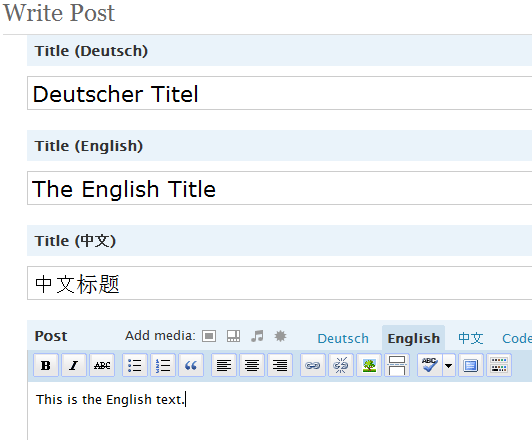 Write Post
Title (Deutsch)
Deutscher Titel
Title (English)
The English Title
Title (中文)
中文标题
Post Add media: Deutsch English 中文 Code
B I ABC ABC
This is the English text.